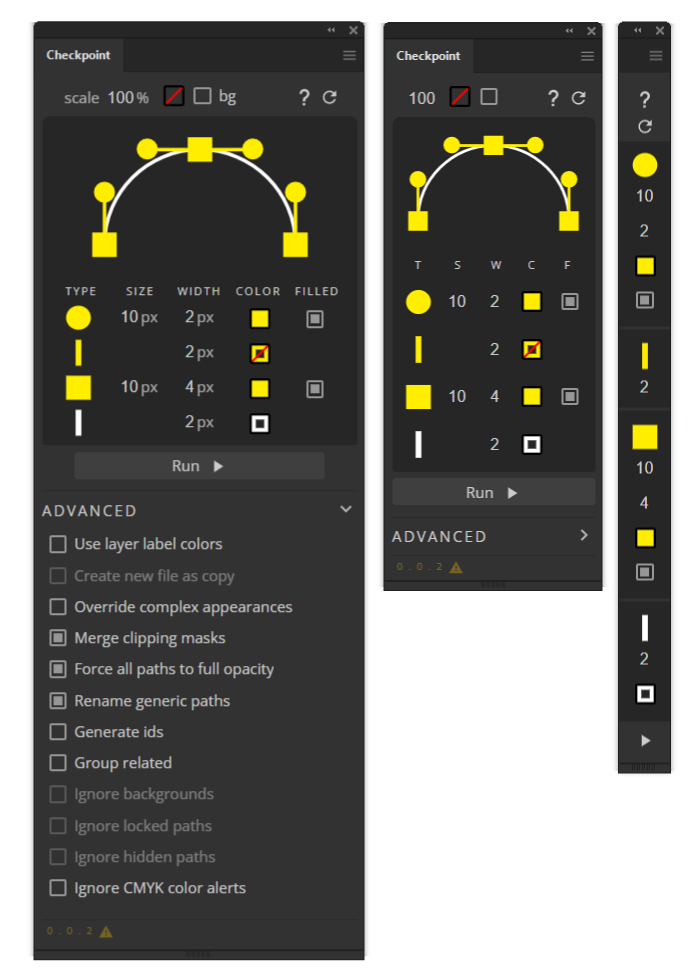 Checkpoint
scale 100 % bg ?
TYPE SIZE WIDTH COLOR FILLED
10 px 2 px
2 px
10 px 4 px
2 px
Run
ADVANCED
Use layer label colors
Create new file as copy
Override complex appearances
Merge clipping masks
Force all paths to full opacity
Rename generic paths
Generate ids
Group related
Ignore backgrounds
Ignore locked paths
Ignore hidden paths
Ignore CMYK color alerts
0.0.2
Checkpoint
100 ?
T S W C F
10 2
2
10 4
2
Run
ADVANCED
0.0.2
?
10
2
2
10
4
2